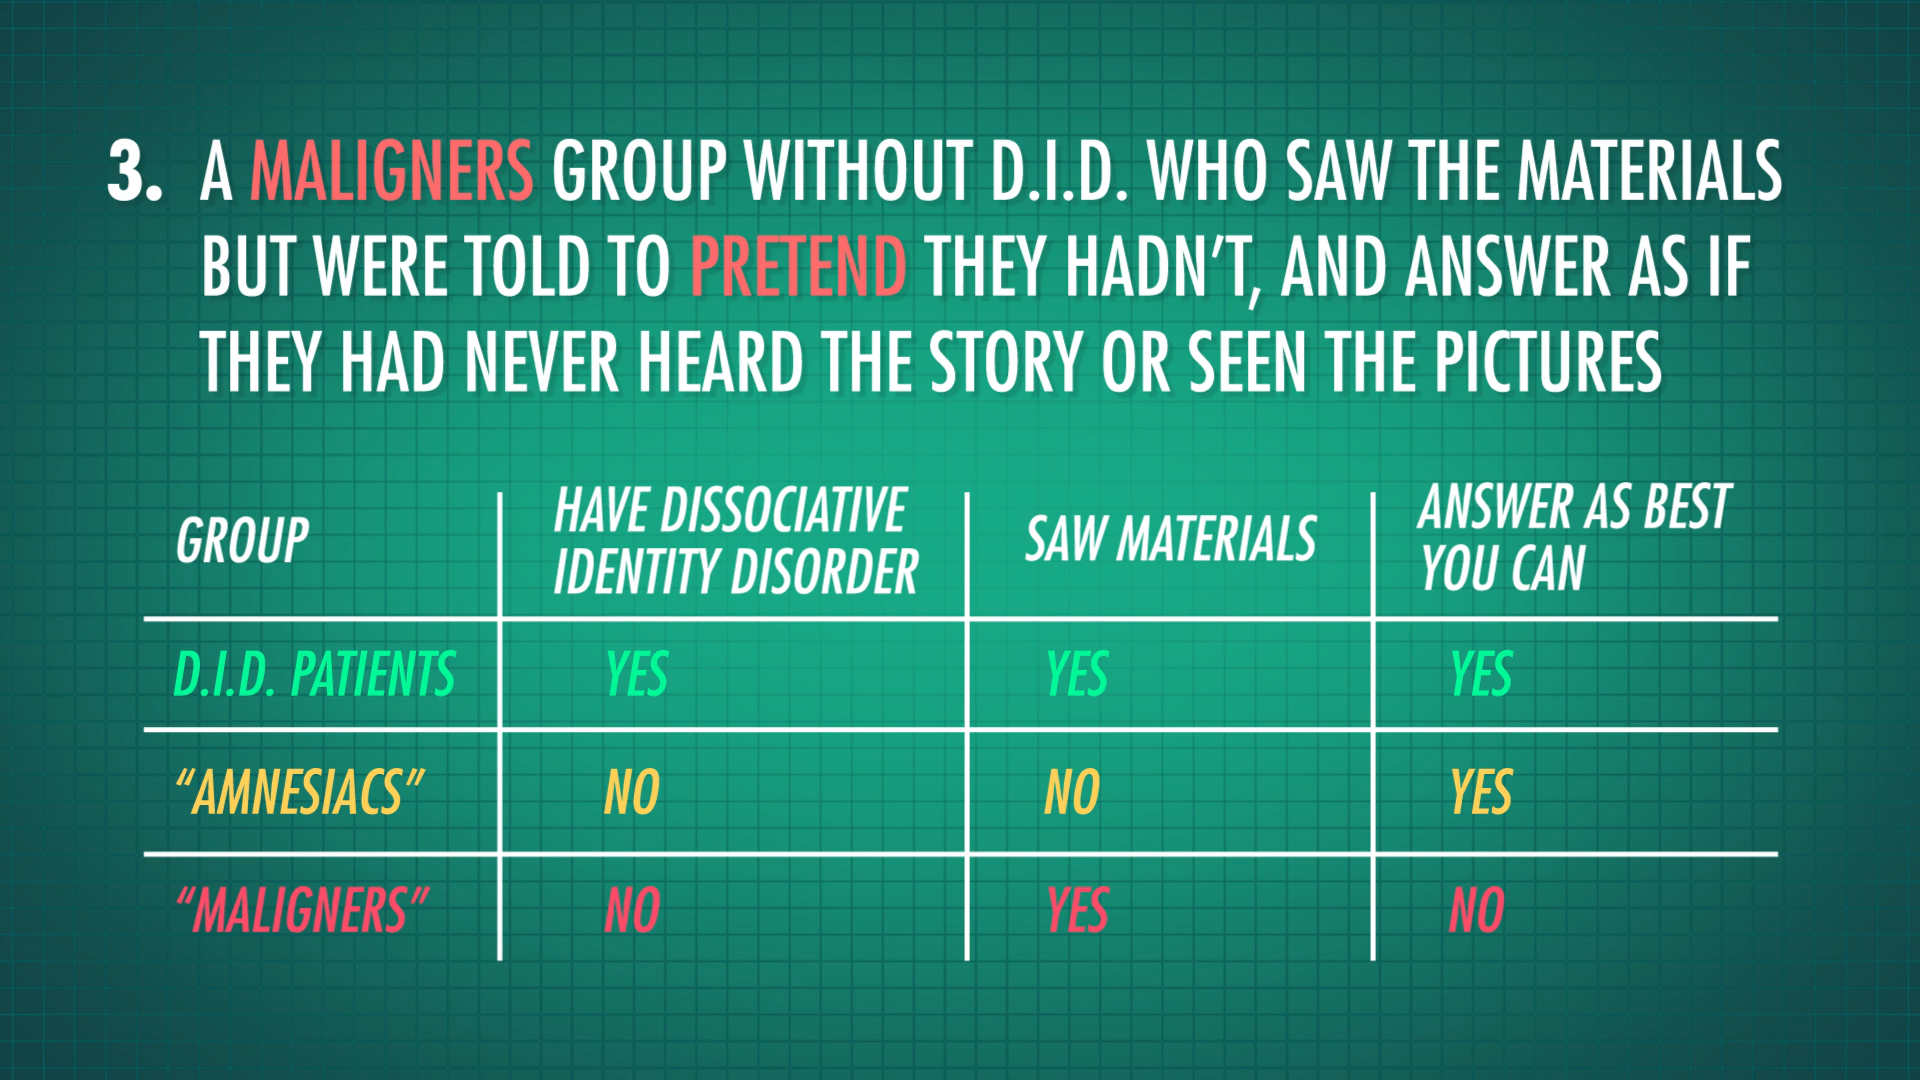 3. A MALIGNERS GROUP WITHOUT D.I.D. WHO SAW THE MATERIALS
BUT WERE TOLD TO PRETEND THEY HADN'T, AND ANSWER AS IF
THEY HAD NEVER HEARD THE STORY OR SEEN THE PICTURES
GROUP
HAVE DISSOCIATIVE
IDENTITY DISORDER
SAW MATERIALS
ANSWER AS BEST
YOU CAN
D.I.D. PATIENTS YES YES YES
“AMNESIACS” NO NO YES
“MALIGNERS” NO YES NO